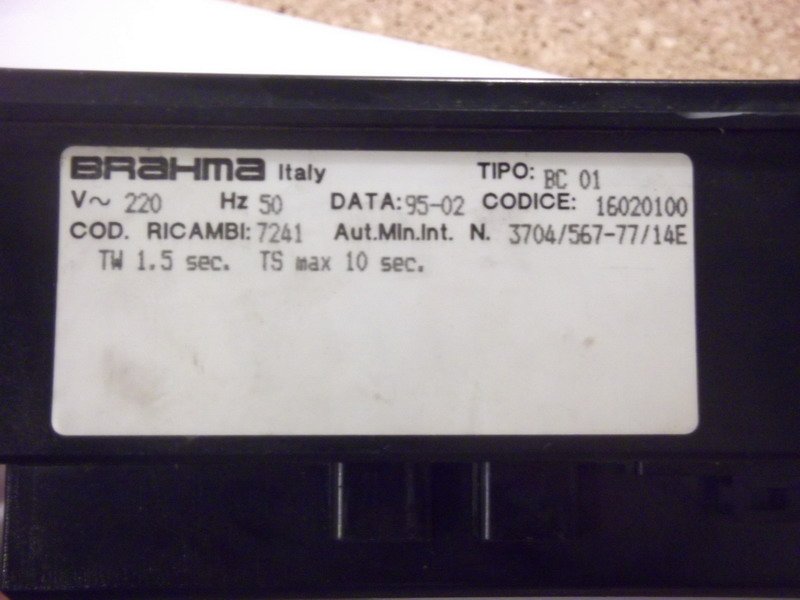 BRAHMA Italy TIPO: BC 01
V~ 220 Hz 50 DATA: 95-02 CODICE: 16020100
COD. RICAMBI: 7241 Aut.Min.Int. N. 3704/567-77/14E
TW 1.5 sec. TS max 10 sec.